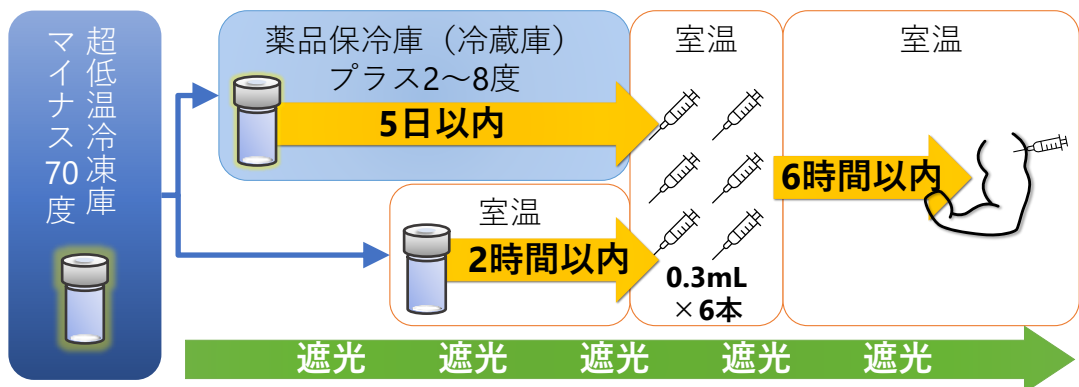 超低温冷凍庫
マイナス70度
薬品保冷庫（冷蔵庫）
プラス2～8度
5日以内
室温
2時間以内
室温
0.3mL
×6本
室温
6時間以内
遮光 遮光 遮光 遮光 遮光